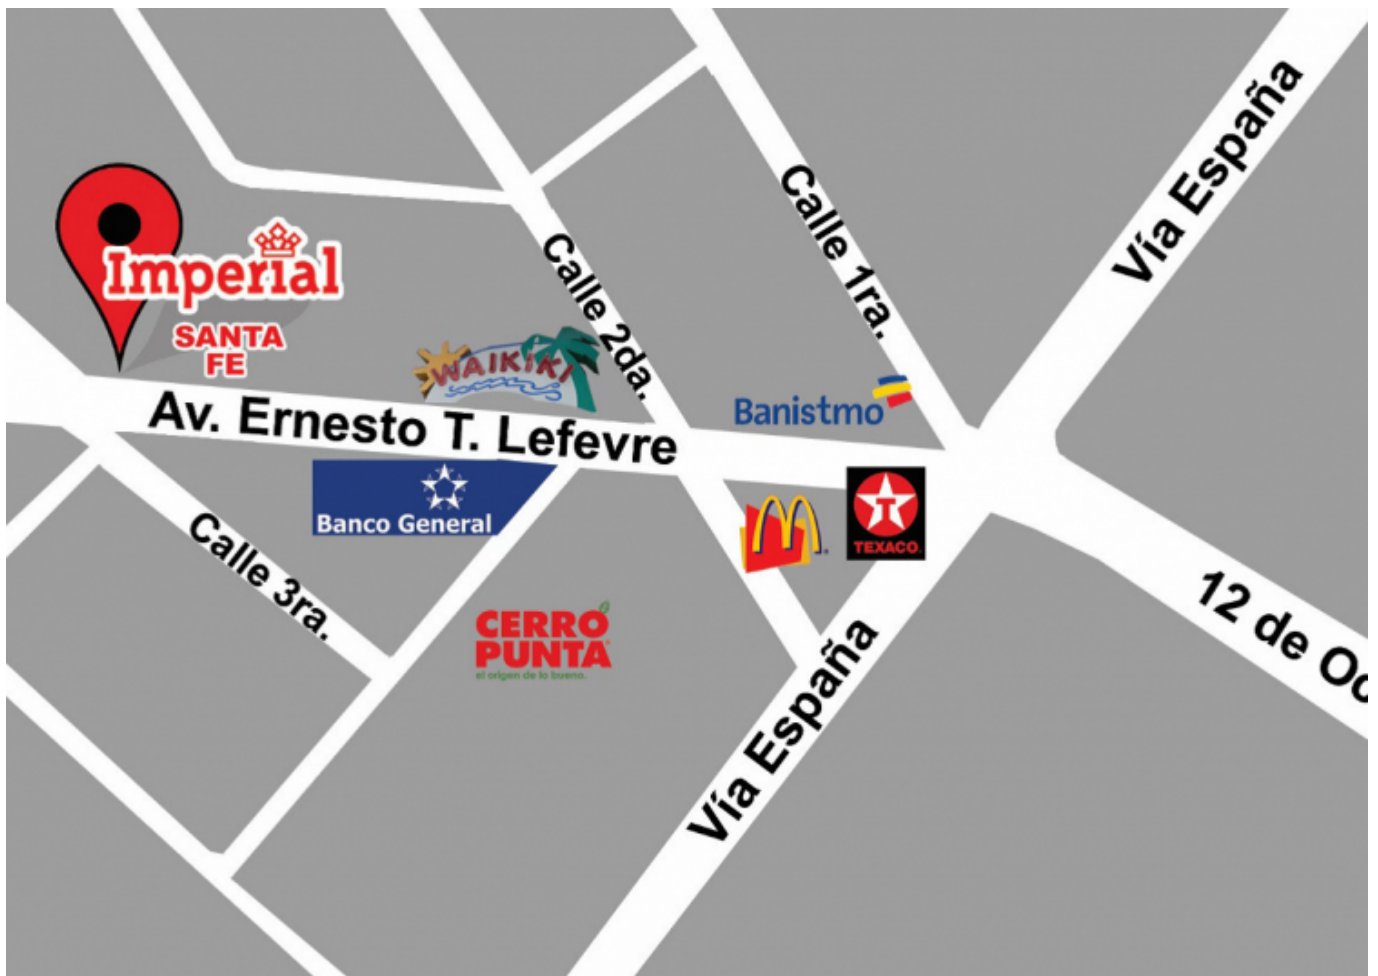 Vía España
Calle 1ra.
Imperial
SANTA
FE
Calle 2da.
WAIKIKI
Banistmo
Av. Ernesto T. Lefevre
Banco General
T
TEXACO.
Calle 3ra.
CERRO
PUNTA
el origen de lo bueno.
12 de Oc
Vía España